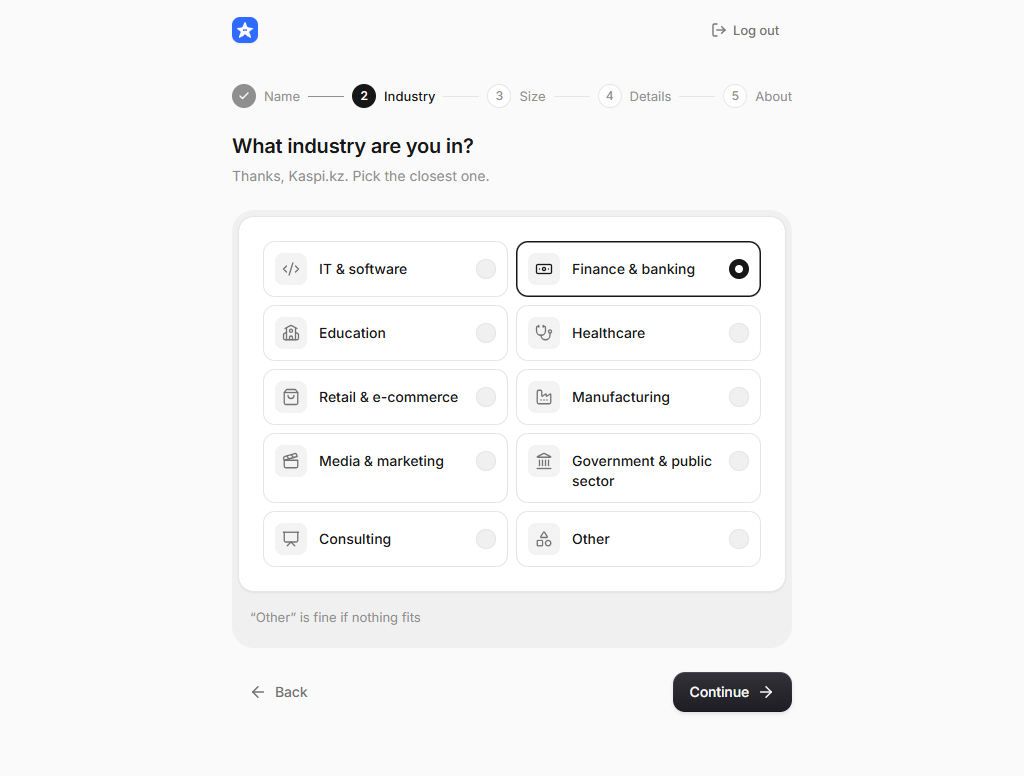 Log out
Name
2 Industry
3 Size
4 Details
5 About
What industry are you in?
Thanks, Kaspi.kz. Pick the closest one.
IT & software
Finance & banking
Education
Healthcare
Retail & e-commerce
Manufacturing
Media & marketing
Government & public
sector
Consulting
Other
“Other” is fine if nothing fits
Back
Continue